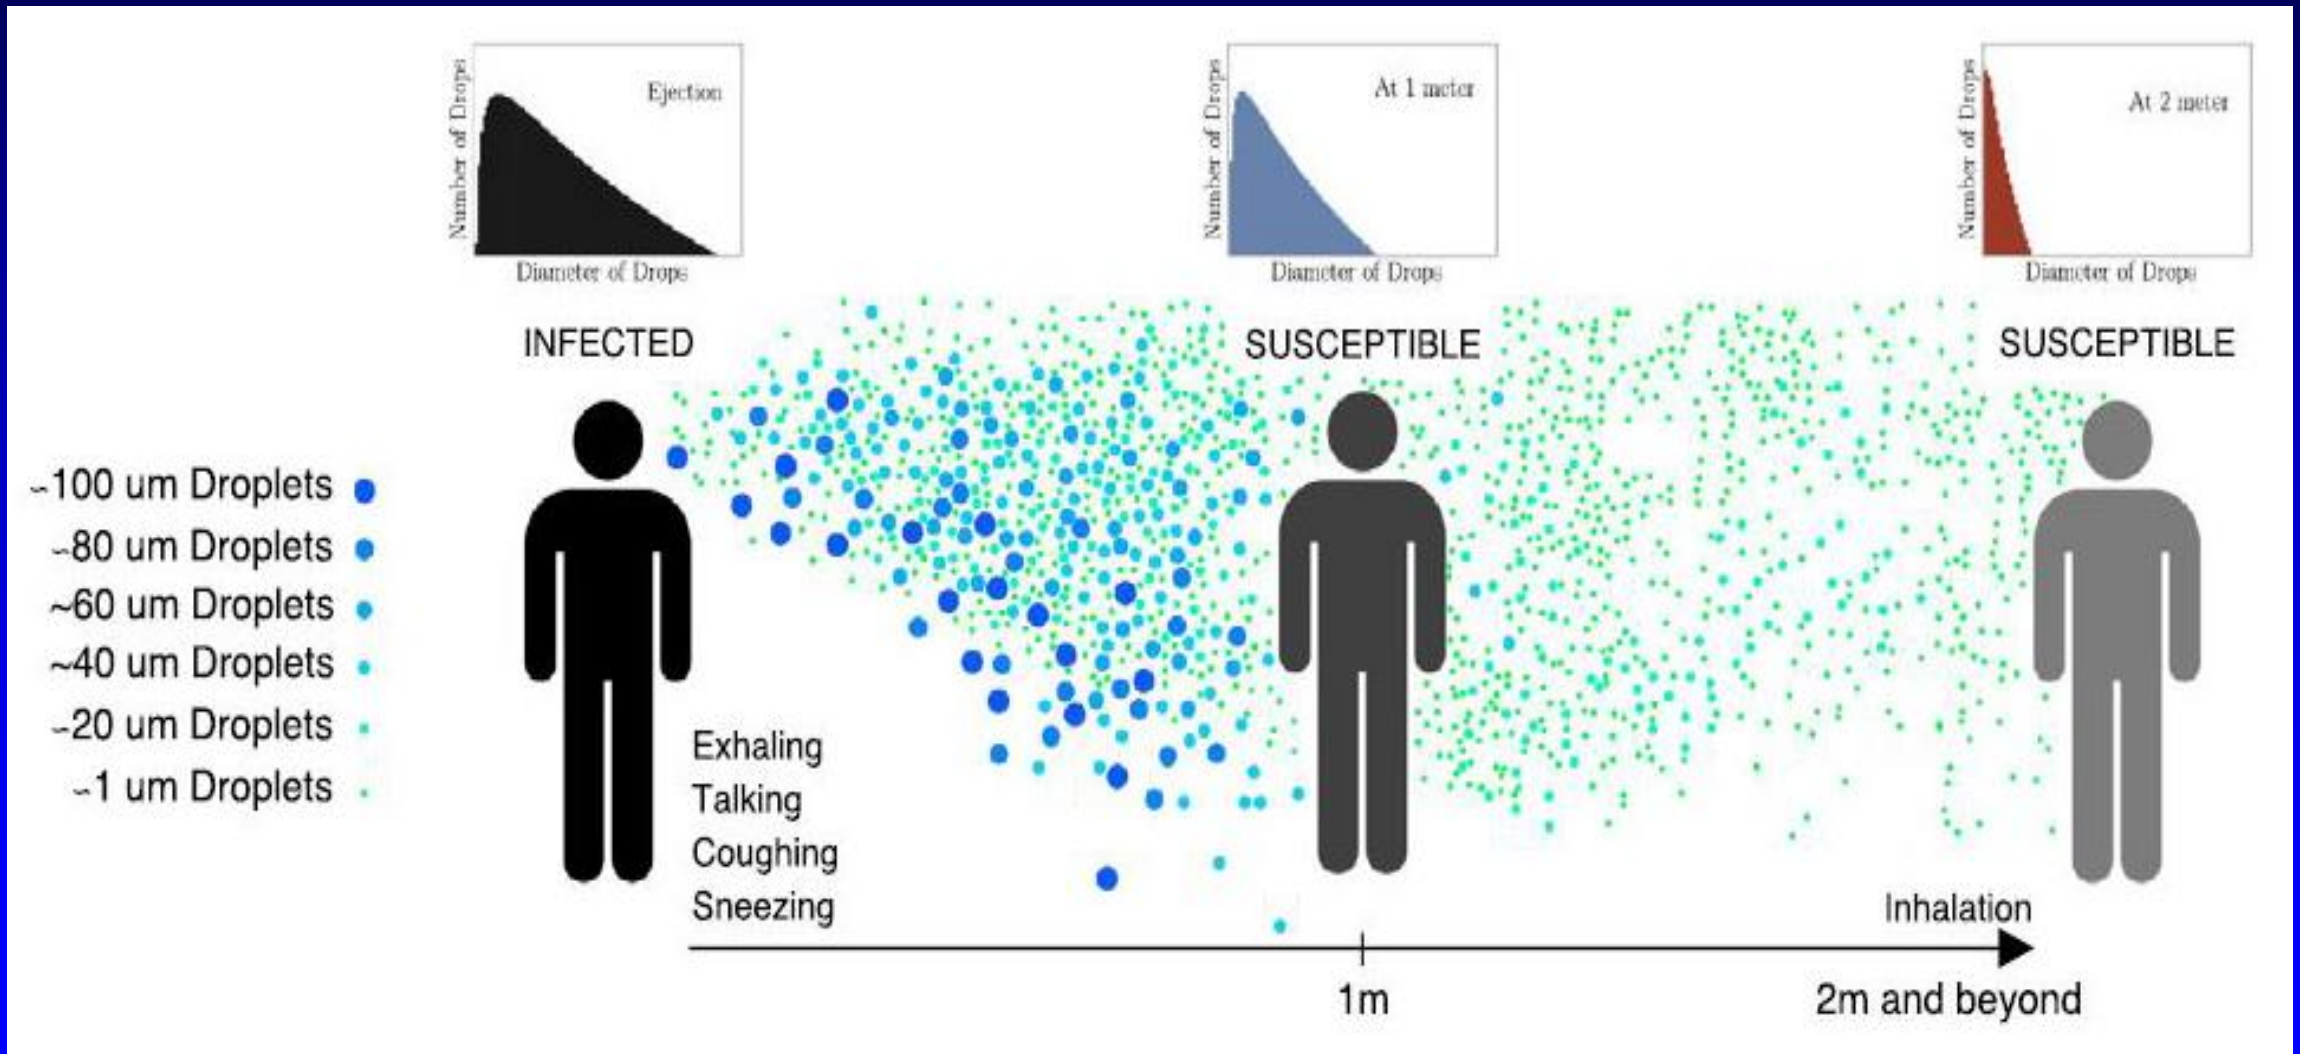 Number of Drops
Ejection
Diameter of Drops
Number of Drops
At 1 meter
Diameter of Drops
Number of Drops
At 2 meter
Diameter of Drops
INFECTED
SUSCEPTIBLE
SUSCEPTIBLE
~100 um Droplets
~80 um Droplets
~60 um Droplets
~40 um Droplets
~20 um Droplets
~1 um Droplets
Exhaling
Talking
Coughing
Sneezing
Inhalation
1m
2m and beyond